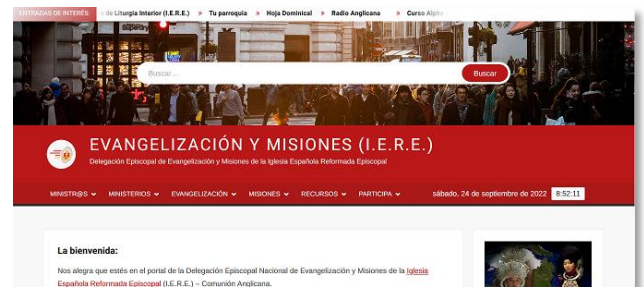 ENTRADAS DE INTERÉS: de Liturgia Interior (I.E.R.E.) » Tu parroquia » Hoja Dominical » Radio Anglicana » Curso Alpha
Buscar... Buscar
EVANGELIZACIÓN Y MISIONES (I.E.R.E.)
Delegación Episcopal de Evangelización y Misiones de la Iglesia Española Reformada Episcopal
MINISTR@S MINISTERIOS EVANGELIZACIÓN MISIONES RECURSOS PARTICIPA sábado, 24 de septiembre de 2022 8:52:11
La bienvenida:
Nos alegra que estés en el portal de la Delegación Episcopal Nacional de Evangelización y Misiones de la Iglesia
Española Reformada Episcopal (I.E.R.E.) – Comunión Anglicana.